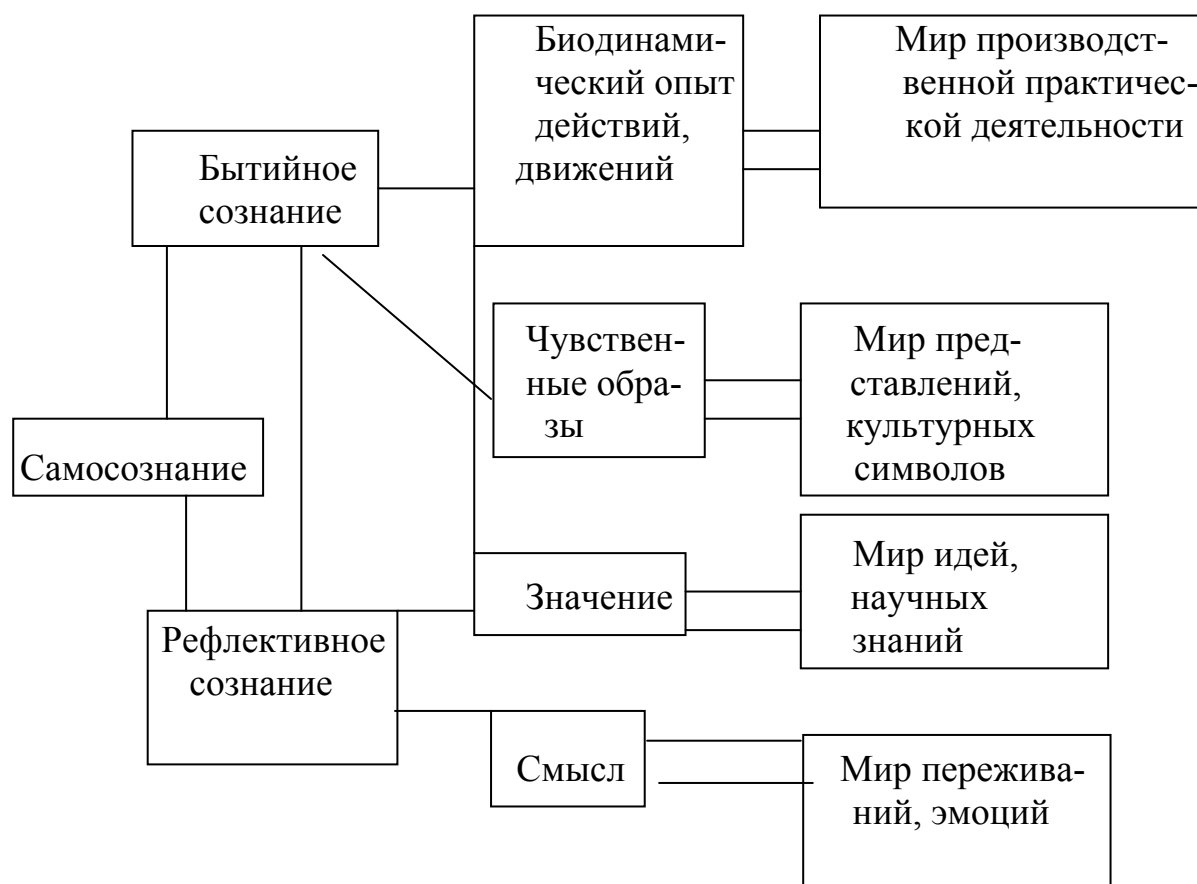 Биодинами-
ческий опыт
действий,
движений
Мир производст-
венной практичес-
кой деятельности
Бытийное
сознание
Чувствен-
ные обра-
зы
Мир пред-
ставлений,
культурных
символов
Самосознание
Значение
Мир идей,
научных
знаний
Рефлективное
сознание
Смысл
Мир пережива-
ний, эмоций